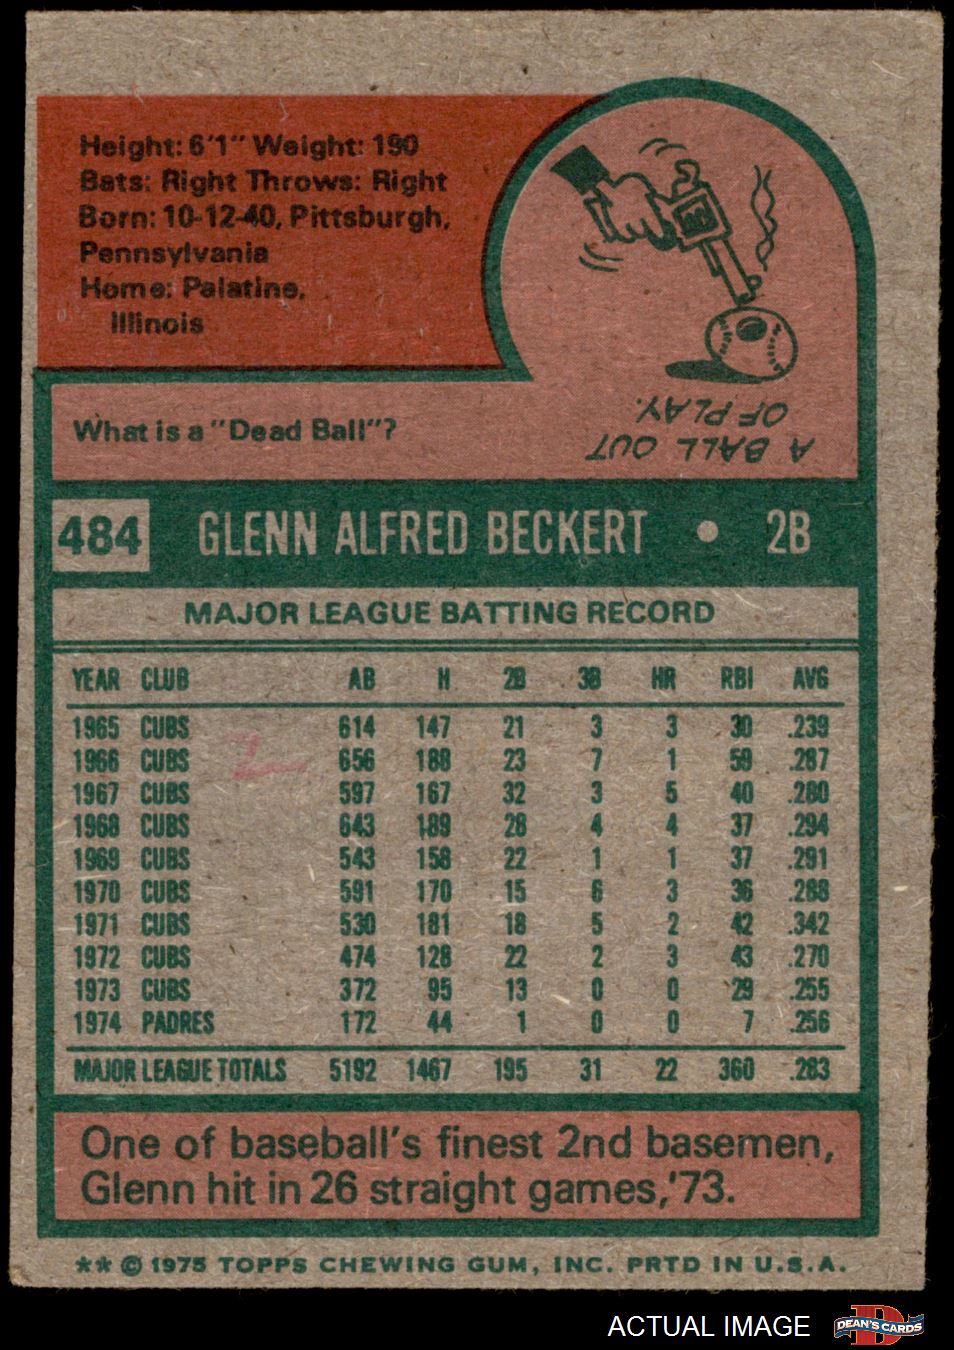 Height: 6'1" Weight: 190
Bats: Right Throws: Right
Born: 10-12-40, Pittsburgh,
Pennsylvania
Home: Palatine,
Illinois
What is a "Dead Ball"?
A BALL OUT
OF PLAY.
484 GLENN ALFRED BECKERT • 2B
MAJOR LEAGUE BATTING RECORD
YEAR CLUB AB H 2B 3B HR RBI AVG
1965 CUBS 614 147 21 3 3 30 .239
1966 CUBS 656 188 23 7 1 59 .287
1967 CUBS 597 167 32 3 5 40 .280
1968 CUBS 643 189 28 4 4 37 .294
1969 CUBS 543 158 22 1 1 37 .291
1970 CUBS 591 170 15 6 3 36 .288
1971 CUBS 530 181 18 5 2 42 .342
1972 CUBS 474 128 22 2 3 43 .270
1973 CUBS 372 95 13 0 0 29 .255
1974 PADRES 172 44 1 0 0 7 .256
MAJOR LEAGUE TOTALS 5192 1467 195 31 22 360 .283
One of baseball's finest 2nd basemen,
Glenn hit in 26 straight games,'73.
** © 1975 TOPPS CHEWING GUM, INC. PRTD IN U.S.A.
ACTUAL IMAGE
DEAN'S CARDS